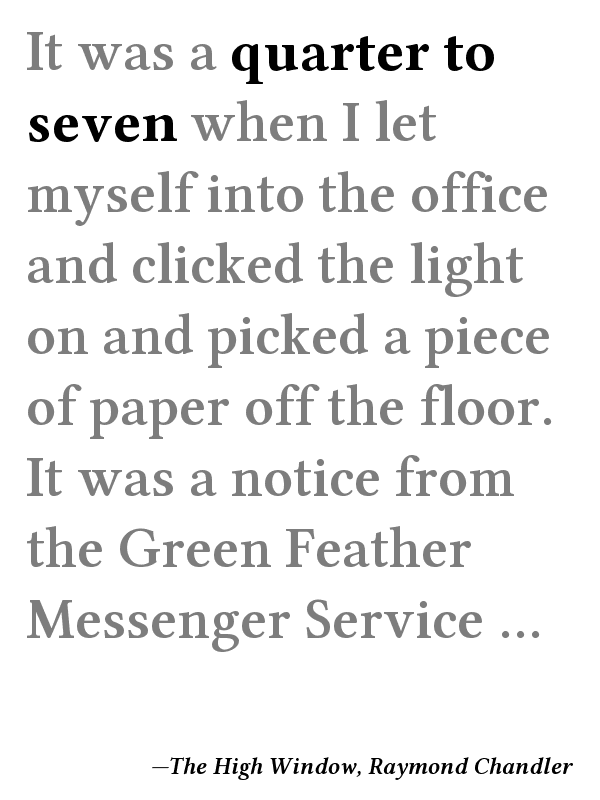 It was a quarter to
seven when I let
myself into the office
and clicked the light
on and picked a piece
of paper off the floor.
It was a notice from
the Green Feather
Messenger Service ...
—The High Window, Raymond Chandler